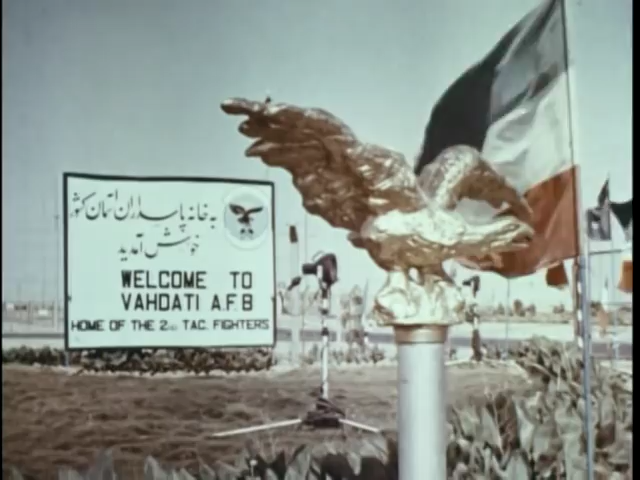 به خانه پاسداران آسمان کشور
خوش آمدید
WELCOME TO
VAHDATI A.F.B
HOME OF THE 2ND TAC. FIGHTERS